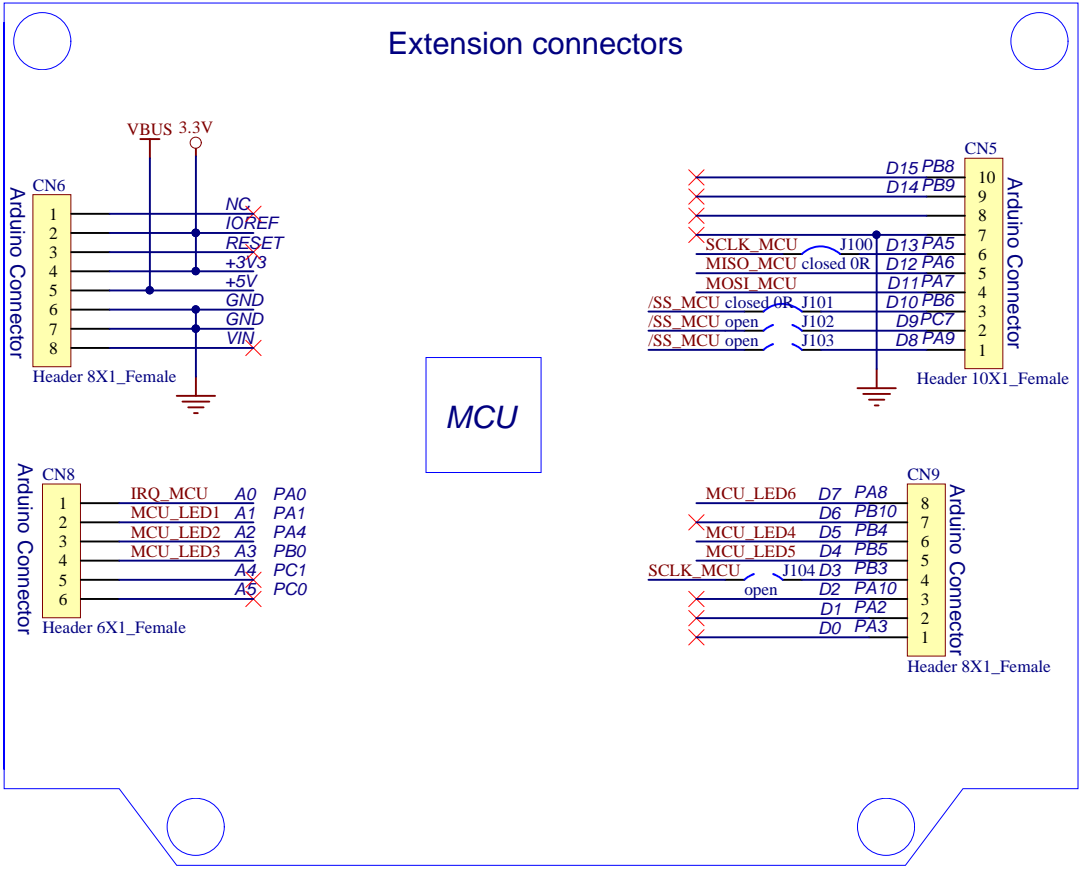 Extension connectors
VBUS 3.3V
CN6
Arduino Connector
1 NC
2 IOREF
3 RESET
4 +3V3
5 +5V
6 GND
7 GND
8 VIN
Header 8X1_Female
CN5
Arduino Connector
D15 PB8 10
D14 PB9 9
8
7
SCLK_MCU J100 D13 PA5 6
MISO_MCU closed 0R D12 PA6 5
MOSI_MCU D11 PA7 4
/SS_MCU closed 0R J101 D10 PB6 3
/SS_MCU open J102 D9 PC7 2
/SS_MCU open J103 D8 PA9 1
Header 10X1_Female
MCU
CN8
Arduino Connector
1 IRQ_MCU A0 PA0
2 MCU_LED1 A1 PA1
3 MCU_LED2 A2 PA4
4 MCU_LED3 A3 PB0
5 A4 PC1
6 A5 PC0
Header 6X1_Female
CN9
Arduino Connector
MCU_LED6 D7 PA8 8
D6 PB10 7
MCU_LED4 D5 PB4 6
MCU_LED5 D4 PB5 5
SCLK_MCU J104 D3 PB3 4
open D2 PA10 3
D1 PA2 2
D0 PA3 1
Header 8X1_Female